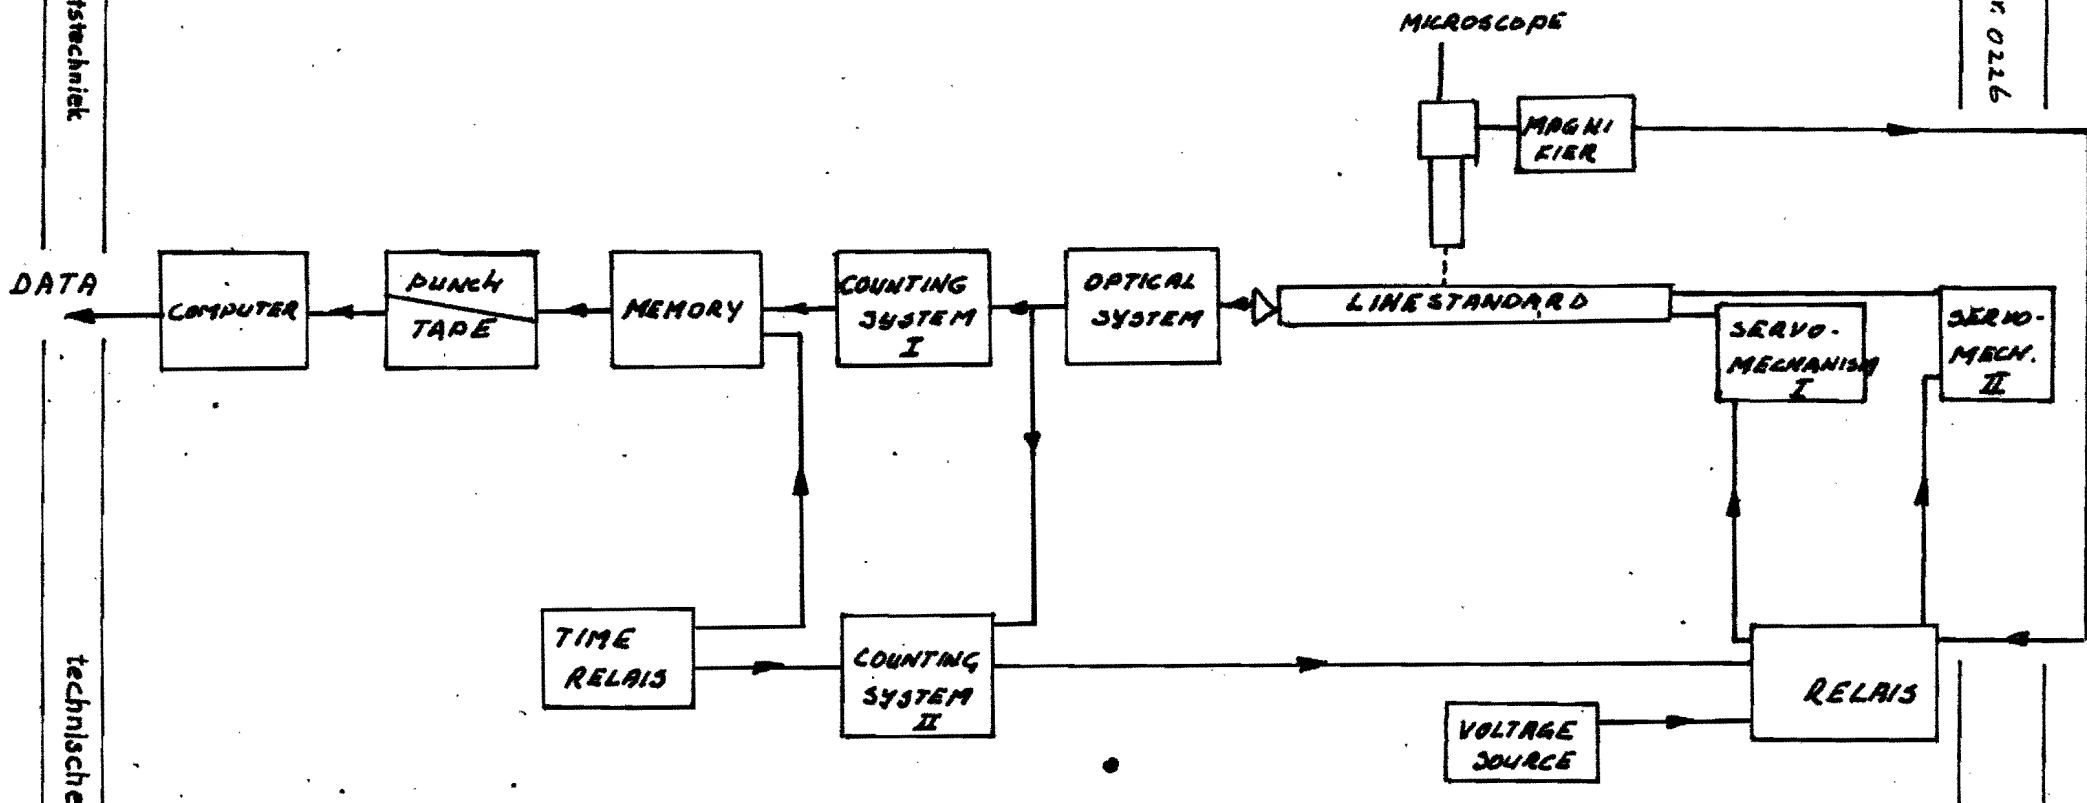 MICROSCOPE
MAGNI
FIER
DATA
COMPUTER
PUNCH
TAPE
MEMORY
COUNTING
SYSTEM
I
OPTICAL
SYSTEM
LINESTANDARD
SERVO-
MECHANISM
I
SERVO-
MECH.
II
TIME
RELAIS
COUNTING
SYSTEM
II
VOLTAGE
SOURCE
RELAIS
tstechniek
technische
r. 0226